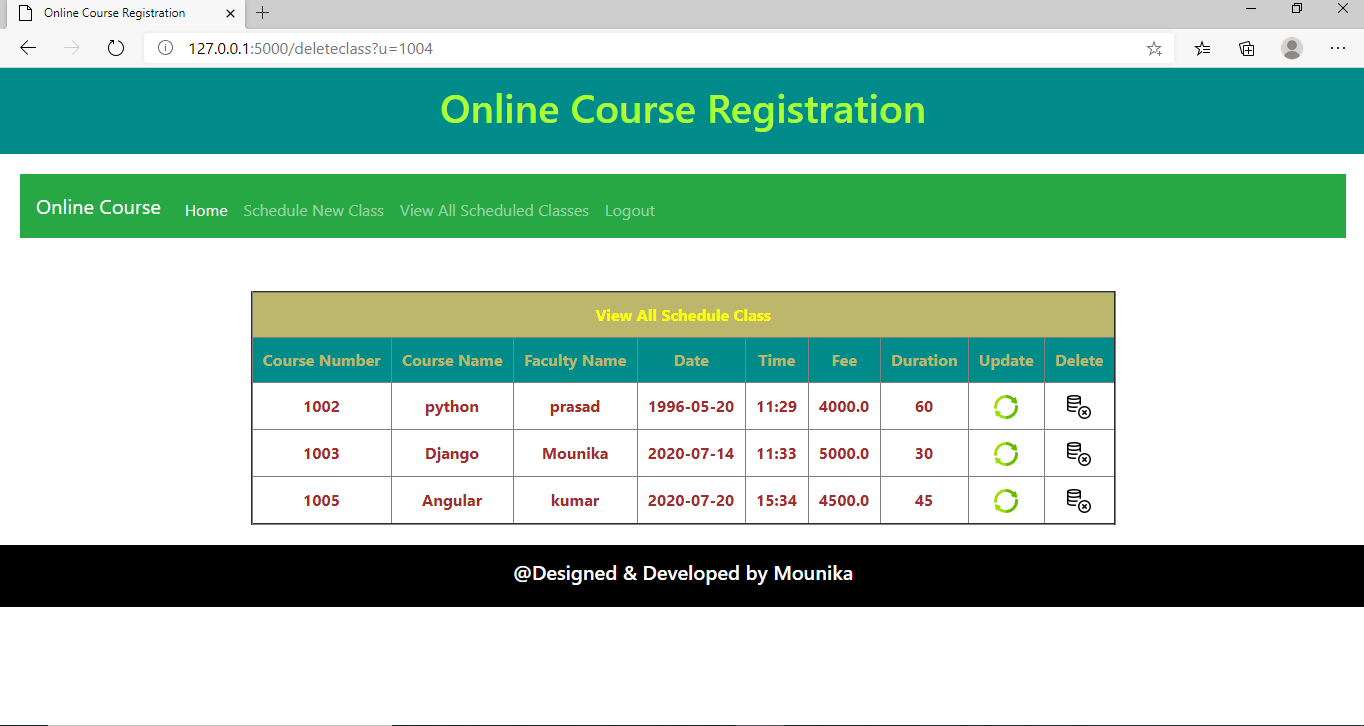 Online Course Registration
127.0.0.1:5000/deleteclass?u=1004
Online Course Registration
Online Course Home Schedule New Class View All Scheduled Classes Logout
View All Schedule Class
Course Number Course Name Faculty Name Date Time Fee Duration Update Delete
1002 python prasad 1996-05-20 11:29 4000.0 60
1003 Django Mounika 2020-07-14 11:33 5000.0 30
1005 Angular kumar 2020-07-20 15:34 4500.0 45
@Designed & Developed by Mounika